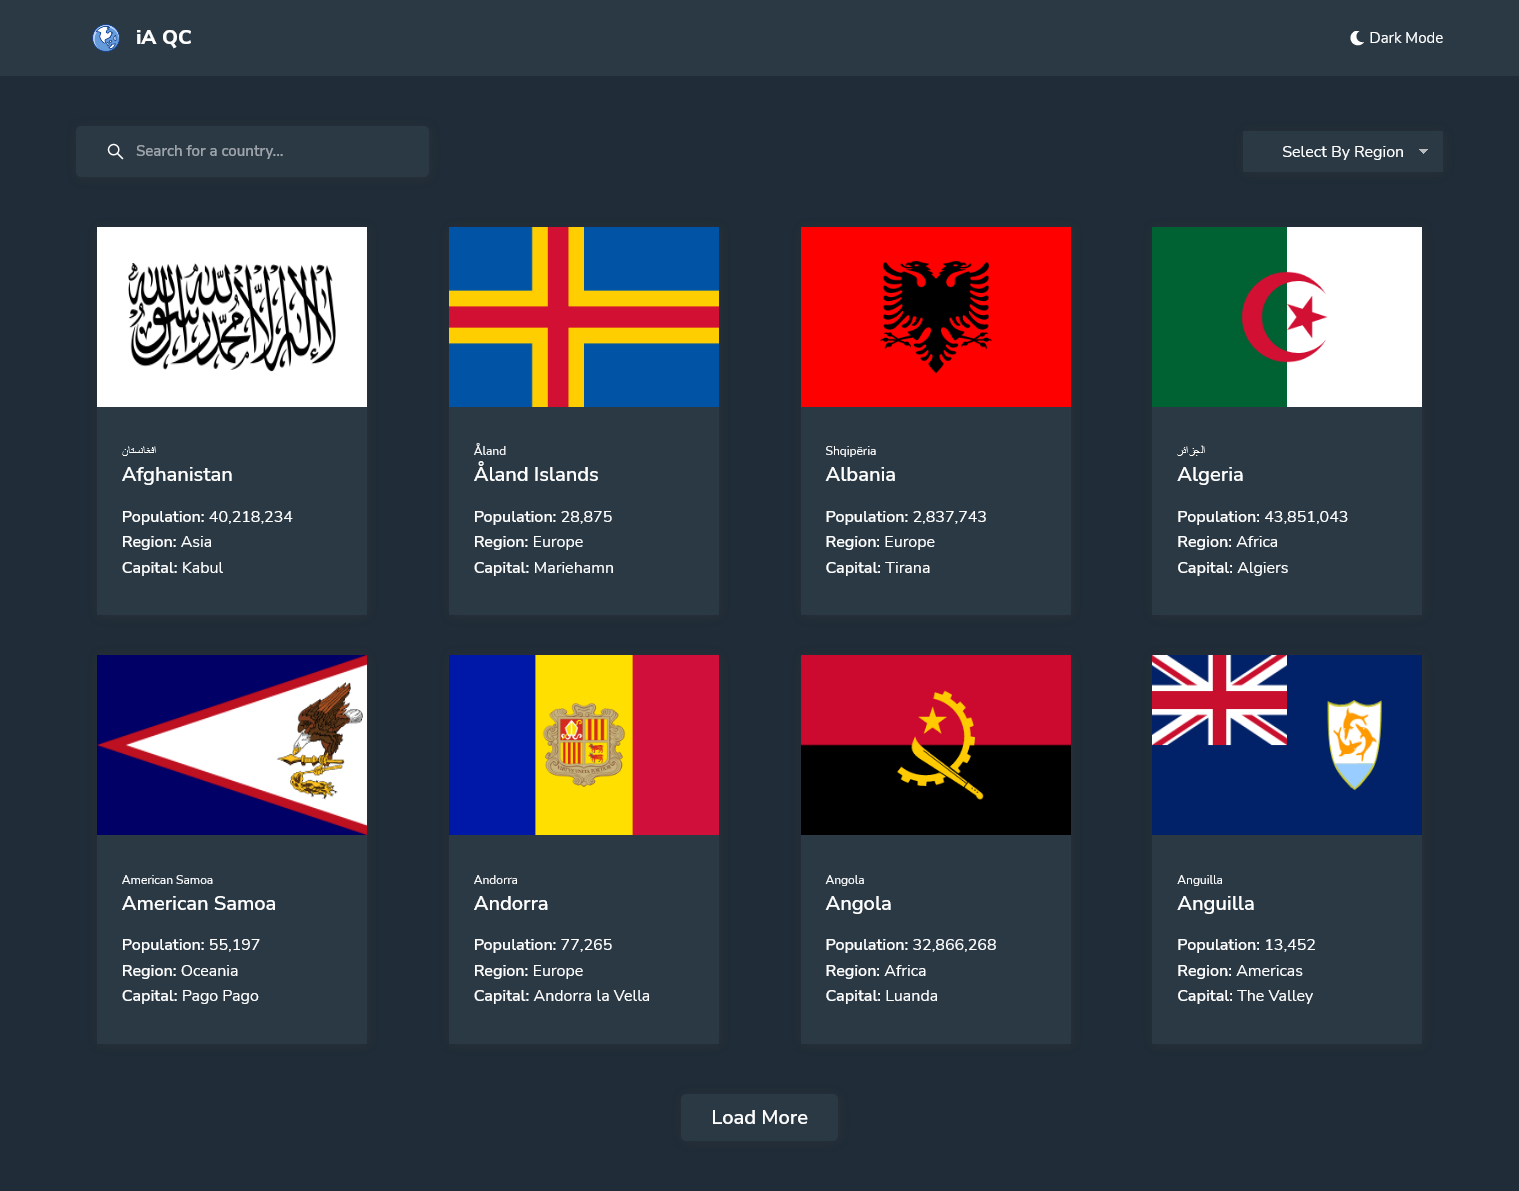 iA QC
Dark Mode
Search for a country...
Select By Region
افغانستان
Afghanistan
Population: 40,218,234
Region: Asia
Capital: Kabul
Åland
Åland Islands
Population: 28,875
Region: Europe
Capital: Mariehamn
Shqipëria
Albania
Population: 2,837,743
Region: Europe
Capital: Tirana
الجزائر
Algeria
Population: 43,851,043
Region: Africa
Capital: Algiers
American Samoa
American Samoa
Population: 55,197
Region: Oceania
Capital: Pago Pago
Andorra
Andorra
Population: 77,265
Region: Europe
Capital: Andorra la Vella
Angola
Angola
Population: 32,866,268
Region: Africa
Capital: Luanda
Anguilla
Anguilla
Population: 13,452
Region: Americas
Capital: The Valley
Load More